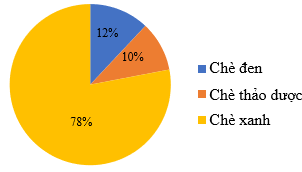 12%
10%
78%
Chè đen
Chè thảo dược
Chè xanh